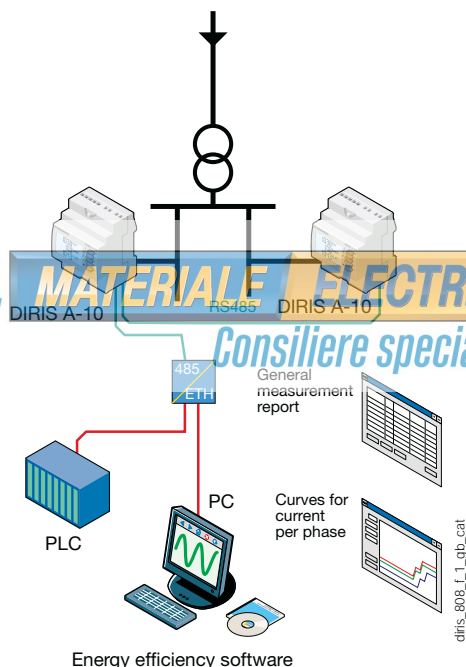 MATERIALE ELECTR
DIRIS A-10
RS485
DIRIS A-10
Consiliere specia
485
ETH
General
measurement
report
PLC
PC
Curves for
current
per phase
Energy efficiency software
diris_808_f_1_gb_cat